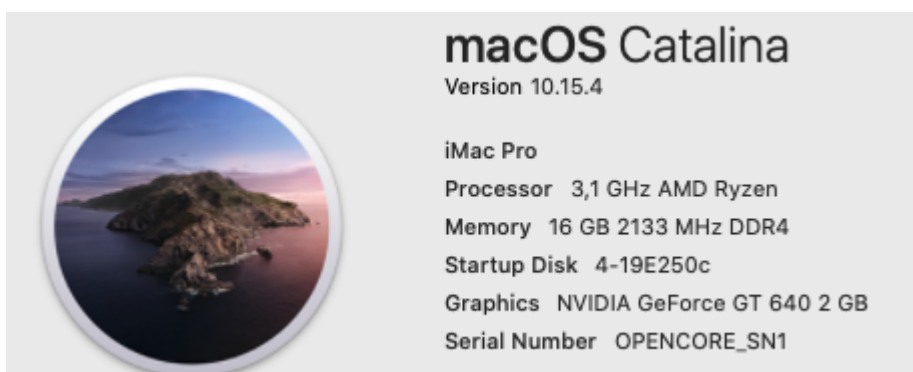 macOS Catalina
Version 10.15.4
iMac Pro
Processor 3,1 GHz AMD Ryzen
Memory 16 GB 2133 MHz DDR4
Startup Disk 4-19E250c
Graphics NVIDIA GeForce GT 640 2 GB
Serial Number OPENCORE_SN1